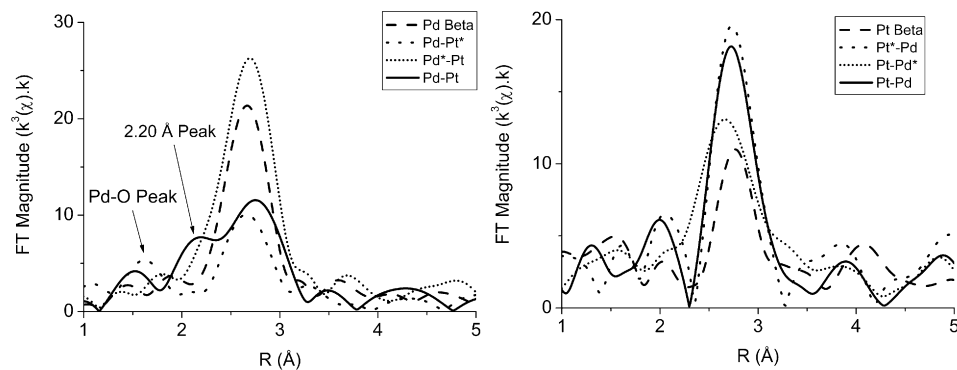 30
20
10
0
1
2
3
4
5
FT Magnitude (k³(χ).k)
R (Å)
Pd Beta
Pd-Pt*
Pd*-Pt
Pd-Pt
2.20 Å Peak
Pd-O Peak
20
10
0
1
2
3
4
5
FT Magnitude (k³(χ).k)
R (Å)
Pt Beta
Pt*-Pd
Pt-Pd*
Pt-Pd